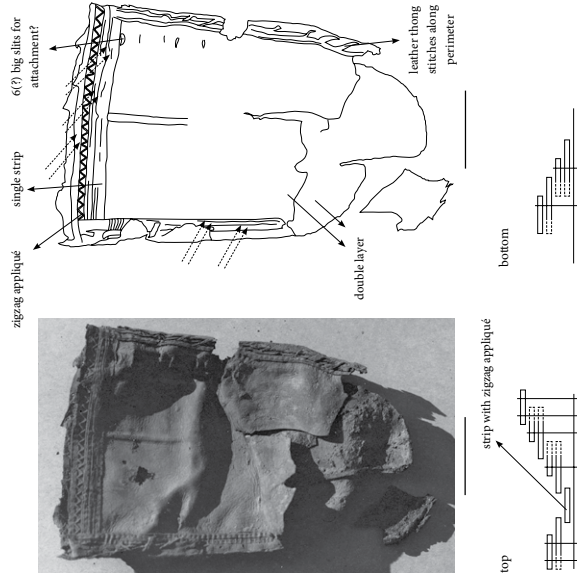 6(?) big slits for
attachment?
single strip
zigzag appliqué
leather thong
stitches along
perimeter
double layer
bottom
strip with zigzag appliqué
top